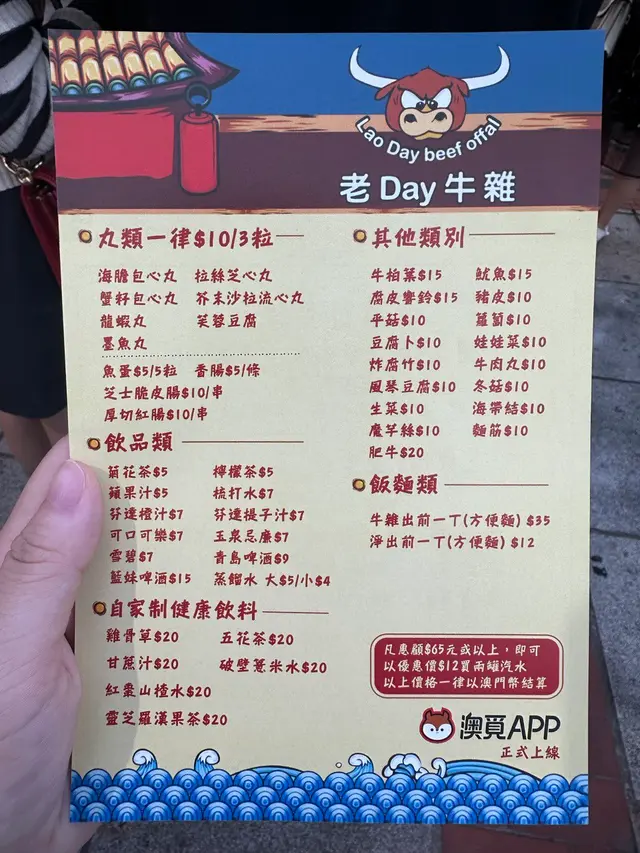 Lao Day beef offal
老Day牛雜
丸類一律$10/3粒
海膽包心丸 拉絲芝心丸
蟹籽包心丸 芥末沙拉流心丸
龍蝦丸 芙蓉豆腐
墨魚丸
魚蛋$5/5粒 香腸$5/條
芝士脆皮腸$10/串
厚切紅腸$10/串
飲品類
菊花茶$5 檸檬茶$5
蘋果汁$5 梳打水$7
芬達橙汁$7 芬達提子汁$7
可口可樂$7 玉泉忌廉$7
雪碧$7 青島啤酒$9
藍妹啤酒$15 蒸餾水 大$5/小$4
自家制健康飲料
雞骨草$20 五花茶$20
甘蔗汁$20 破壁薏米水$20
紅棗山楂水$20
靈芝羅漢果茶$20
其他類別
牛柏葉$15 魷魚$15
腐皮響鈴$15 豬皮$10
平菇$10 蘿蔔$10
豆腐卜$10 娃娃菜$10
炸腐竹$10 牛肉丸$10
風琴豆腐$10 冬菇$10
生菜$10 海帶結$10
魔芋絲$10 麵筋$10
肥牛$20
飯麵類
牛雜出前一丁(方便麵) $35
淨出前一丁(方便麵) $12
凡惠顧$65元或以上，即可
以優惠價$12買兩罐汽水
以上價格一律以澳門幣結算
澳覓APP
正式上線